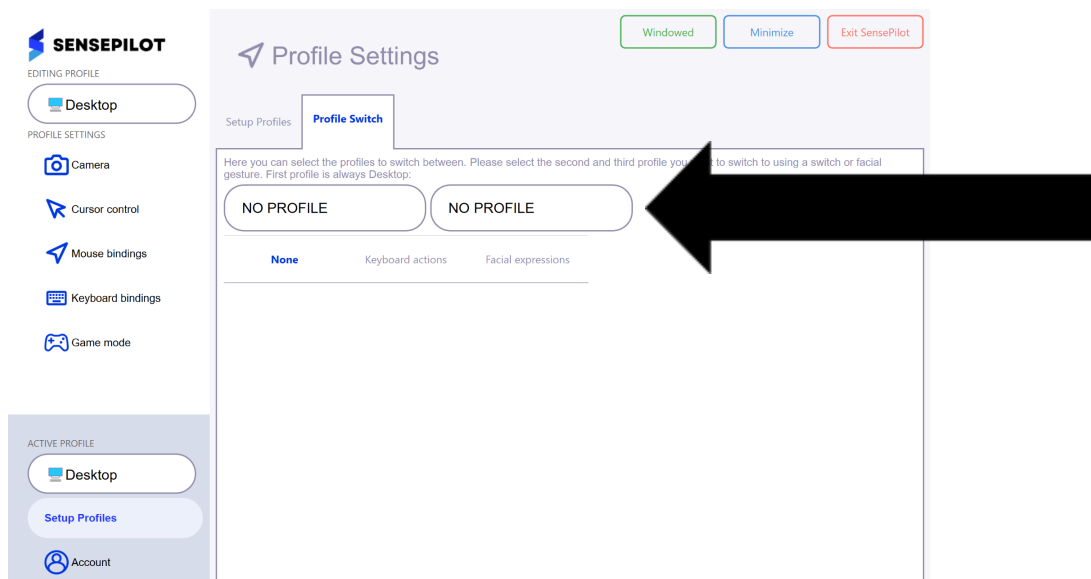 SENSEPILOT
EDITING PROFILE
Desktop
PROFILE SETTINGS
Camera
Cursor control
Mouse bindings
Keyboard bindings
Game mode
ACTIVE PROFILE
Desktop
Setup Profiles
Account
Profile Settings
Windowed
Minimize
Exit SensePilot
Setup Profiles
Profile Switch
Here you can select the profiles to switch between. Please select the second and third profile you to switch to using a switch or facial
gesture. First profile is always Desktop:
NO PROFILE
NO PROFILE
None
Keyboard actions
Facial expressions